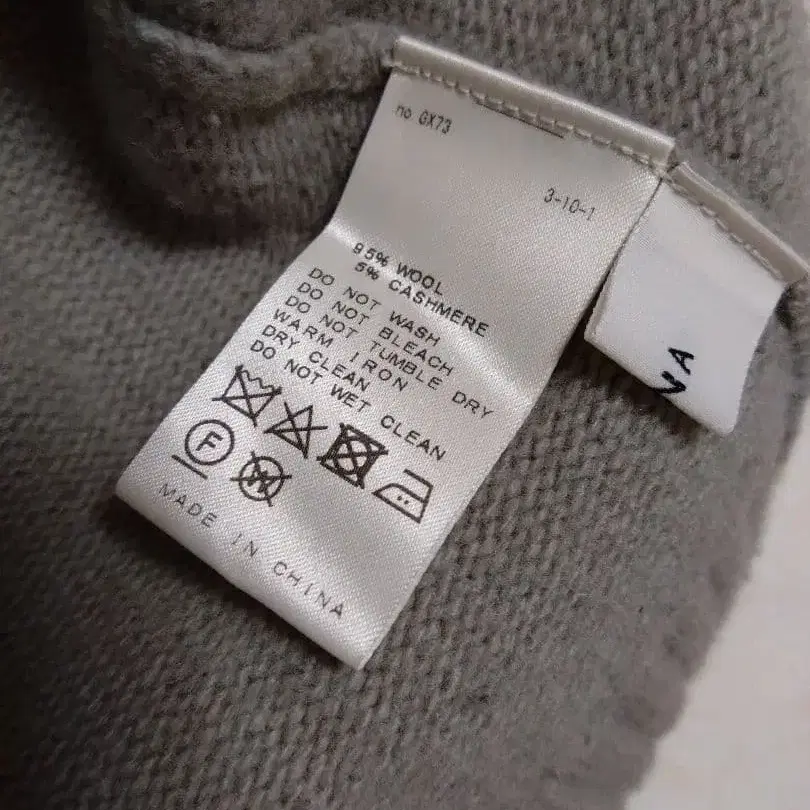 no GX73
3-10-1
95% WOOL
5% CASHMERE
DO NOT WASH
DO NOT BLEACH
DO NOT TUMBLE DRY
WARM IRON
DRY CLEAN
DO NOT WET CLEAN
F
W
MADE IN CHINA
VA